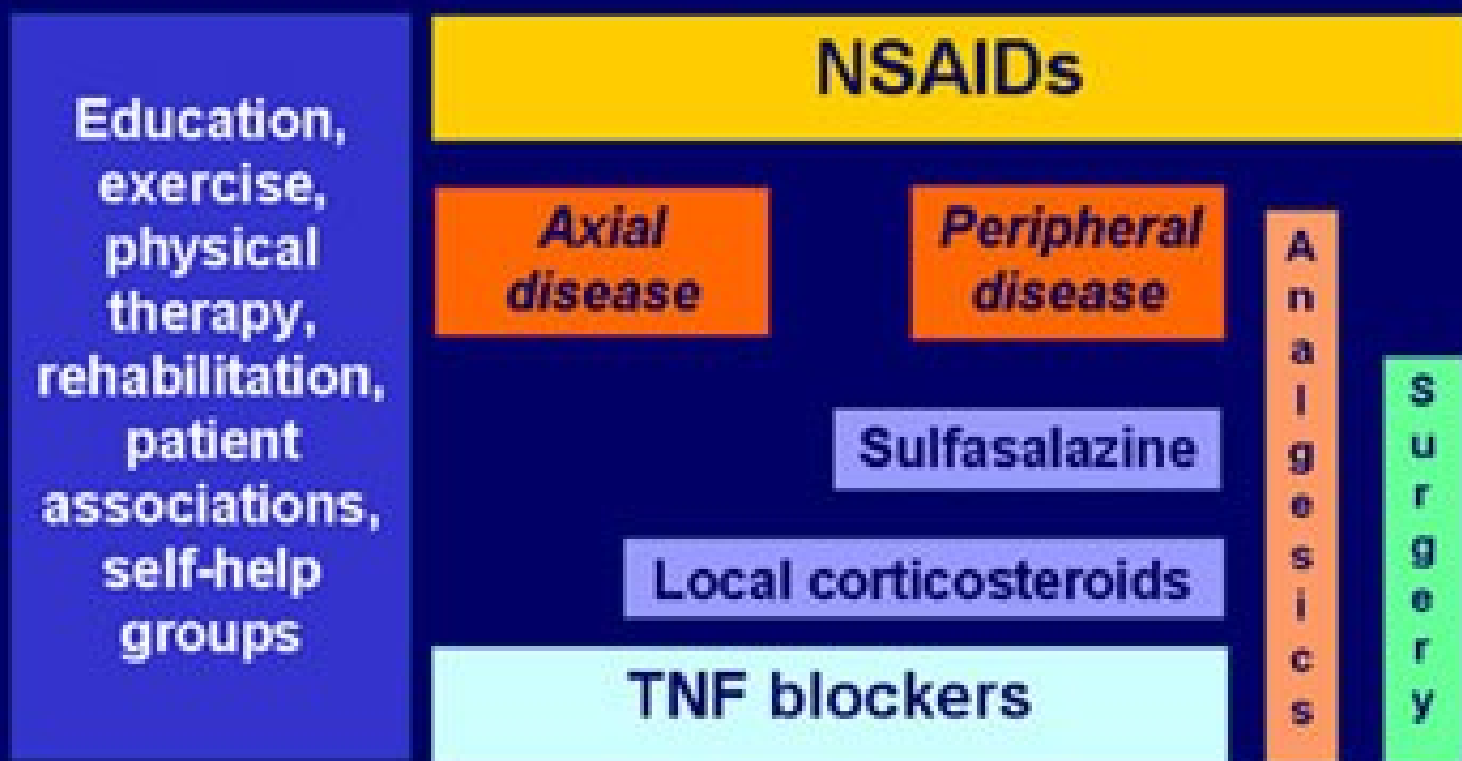 Education,
exercise,
physical
therapy,
rehabilitation,
patient
associations,
self-help
groups
NSAIDs
Axial
disease
Peripheral
disease
Sulfasalazine
Local corticosteroids
TNF blockers
Analgesics
Surgery